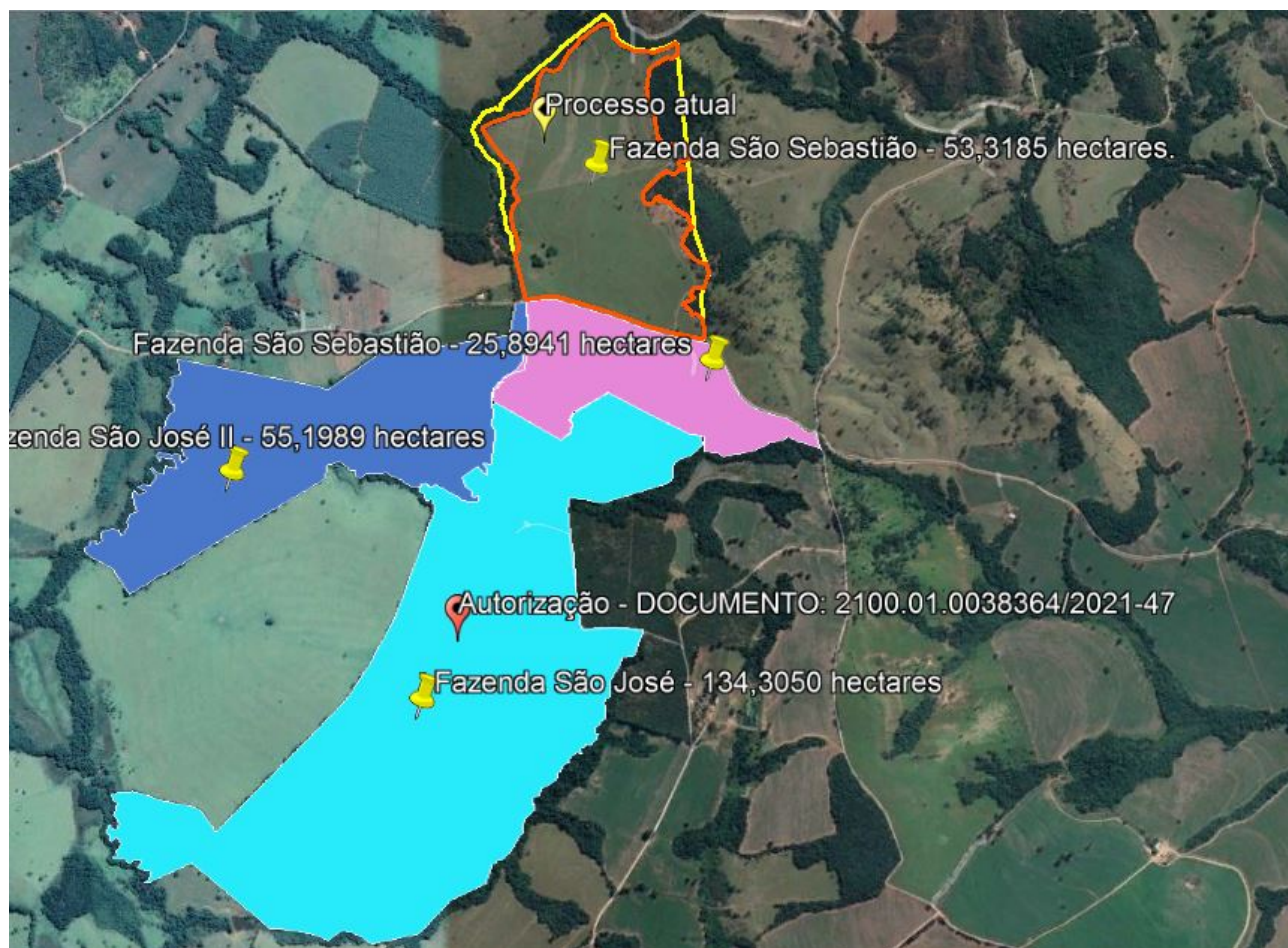 Processo atual
Fazenda São Sebastião - 53,3185 hectares.
Fazenda São Sebastião - 25,8941 hectares
zenda São José II - 55,1989 hectares
Autorização - DOCUMENTO: 2100.01.0038364/2021-47
Fazenda São José - 134,3050 hectares